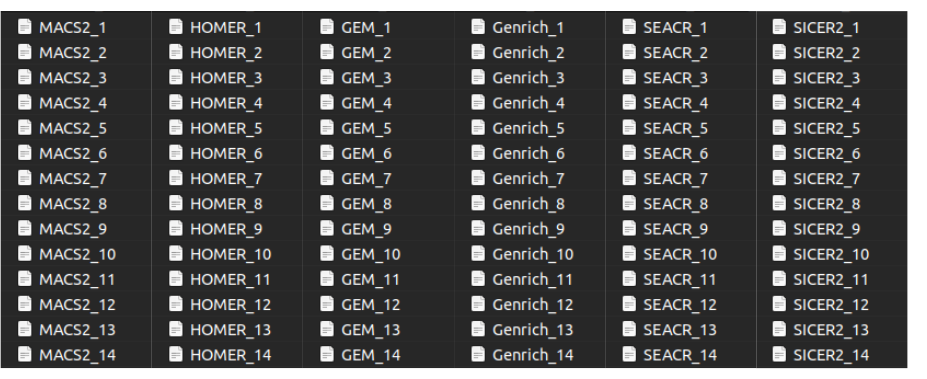 MACS2_1 HOMER_1 GEM_1 Genrich_1 SEACR_1 SICER2_1
MACS2_2 HOMER_2 GEM_2 Genrich_2 SEACR_2 SICER2_2
MACS2_3 HOMER_3 GEM_3 Genrich_3 SEACR_3 SICER2_3
MACS2_4 HOMER_4 GEM_4 Genrich_4 SEACR_4 SICER2_4
MACS2_5 HOMER_5 GEM_5 Genrich_5 SEACR_5 SICER2_5
MACS2_6 HOMER_6 GEM_6 Genrich_6 SEACR_6 SICER2_6
MACS2_7 HOMER_7 GEM_7 Genrich_7 SEACR_7 SICER2_7
MACS2_8 HOMER_8 GEM_8 Genrich_8 SEACR_8 SICER2_8
MACS2_9 HOMER_9 GEM_9 Genrich_9 SEACR_9 SICER2_9
MACS2_10 HOMER_10 GEM_10 Genrich_10 SEACR_10 SICER2_10
MACS2_11 HOMER_11 GEM_11 Genrich_11 SEACR_11 SICER2_11
MACS2_12 HOMER_12 GEM_12 Genrich_12 SEACR_12 SICER2_12
MACS2_13 HOMER_13 GEM_13 Genrich_13 SEACR_13 SICER2_13
MACS2_14 HOMER_14 GEM_14 Genrich_14 SEACR_14 SICER2_14